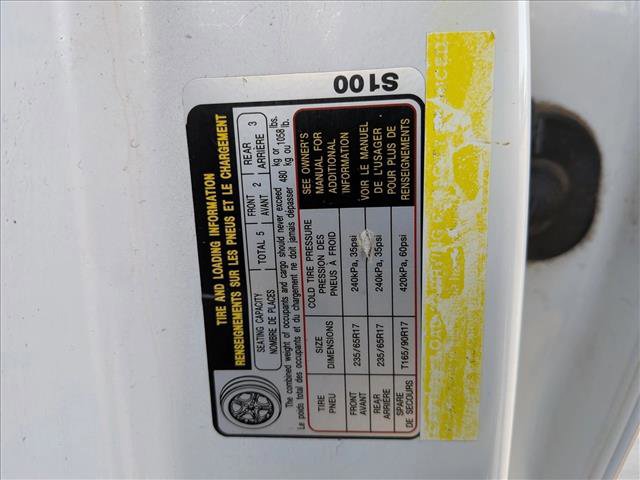 S100
TIRE AND LOADING INFORMATION
RENSEIGNEMENTS SUR LES PNEUS ET LE CHARGEMENT
SEATING CAPACITY
NOMBRE DE PLACES
TOTAL 5
FRONT 2
AVANT
REAR 3
ARRIÈRE
The combined weight of occupants and cargo should never exceed 480 kg or 1058 lbs.
Le poids total des occupants et du chargement ne doit jamais dépasser kg ou lb.
TIRE
PNEU
SIZE
DIMENSIONS
COLD TIRE PRESSURE
PRESSION DES
PNEUS À FROID
SEE OWNER'S
MANUAL FOR
ADDITIONAL
INFORMATION
VOIR LE MANUEL
DE L'USAGER
POUR PLUS DE
RENSEIGNEMENTS
FRONT
AVANT
235/65R17
240kPa, 35psi
REAR
ARRIÈRE
235/65R17
240kPa, 35psi
SPARE
DE SECOURS
T165/90R17
420kPa, 60psi